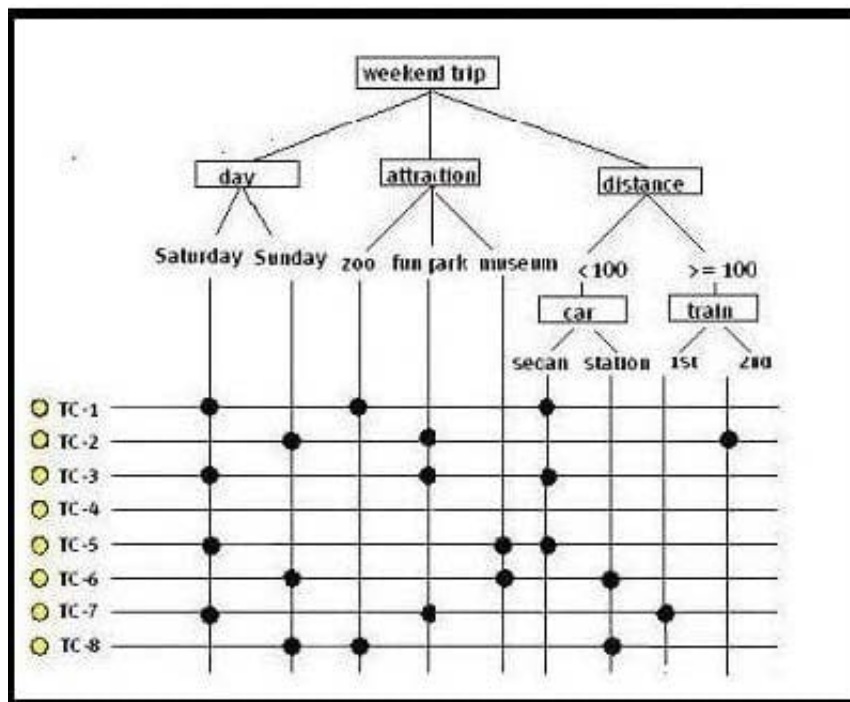 weekend trip
day attraction distance
Saturday Sunday zoo fun park museum < 100 >= 100
car train
sedan station 1st 2nd
TC-1
TC-2
TC-3
TC-4
TC-5
TC-6
TC-7
TC-8